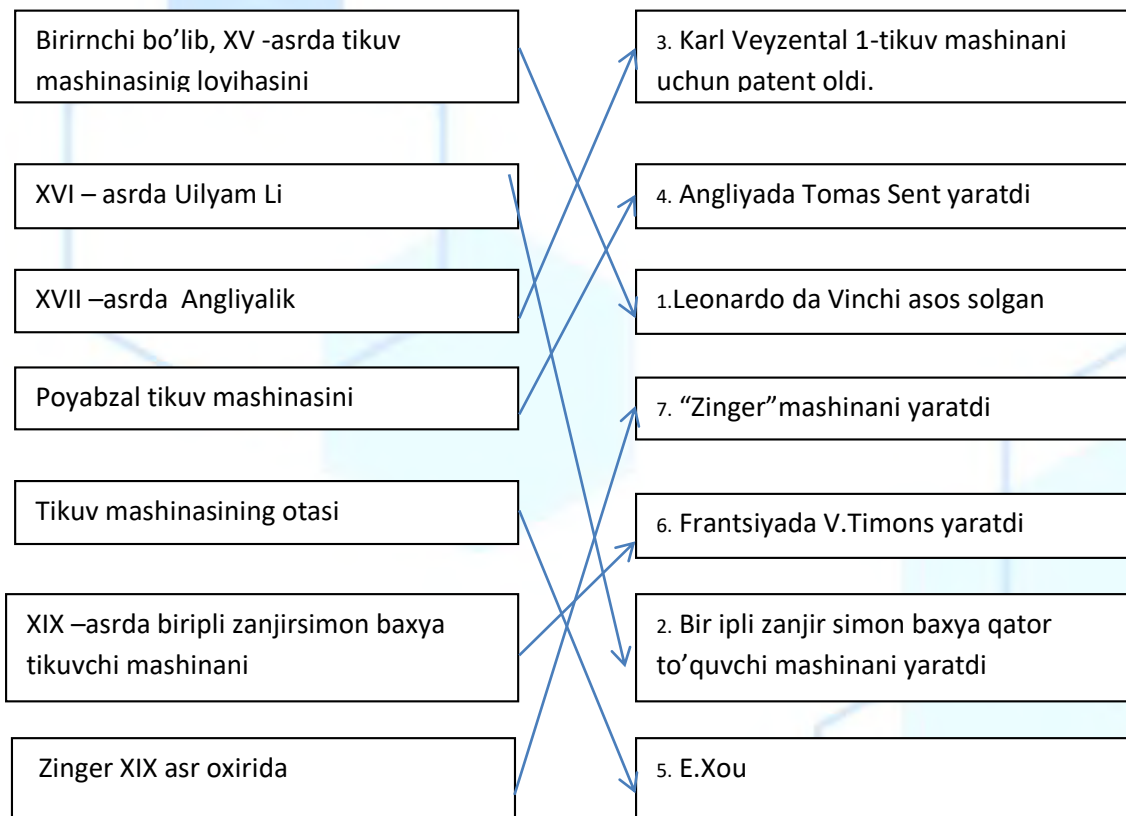 Birirnchi bo’lib, XV -asrda tikuv
mashinasinig loyihasini
3. Karl Veyzental 1-tikuv mashinani
uchun patent oldi.
XVI – asrda Uilyam Li
4. Angliyada Tomas Sent yaratdi
XVII –asrda Angliyalik
1.Leonardo da Vinchi asos solgan
Poyabzal tikuv mashinasini
7. “Zinger”mashinani yaratdi
Tikuv mashinasining otasi
6. Frantsiyada V.Timons yaratdi
XIX –asrda biripli zanjirsimon baxya
tikuvchi mashinani
2. Bir ipli zanjir simon baxya qator
to’quvchi mashinani yaratdi
Zinger XIX asr oxirida
5. E.Xou